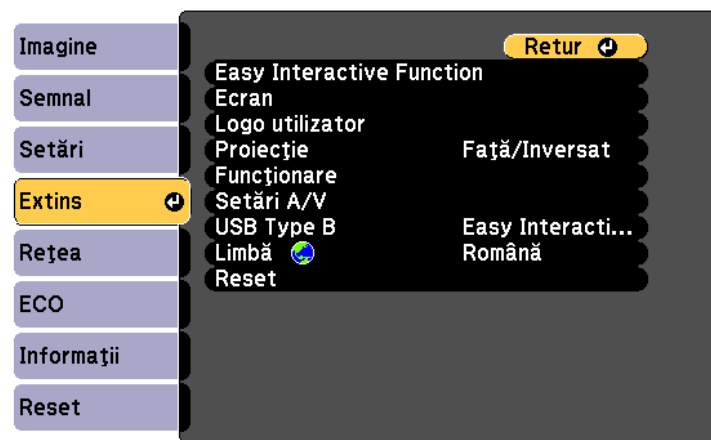 Imagine
Semnal
Setări
Extins
Reţea
ECO
Informaţii
Reset
Retur
Easy Interactive Function
Ecran
Logo utilizator
Proiecţie Faţă/Inversat
Funcţionare
Setări A/V
USB Type B Easy Interacti...
Limbă Română
Reset